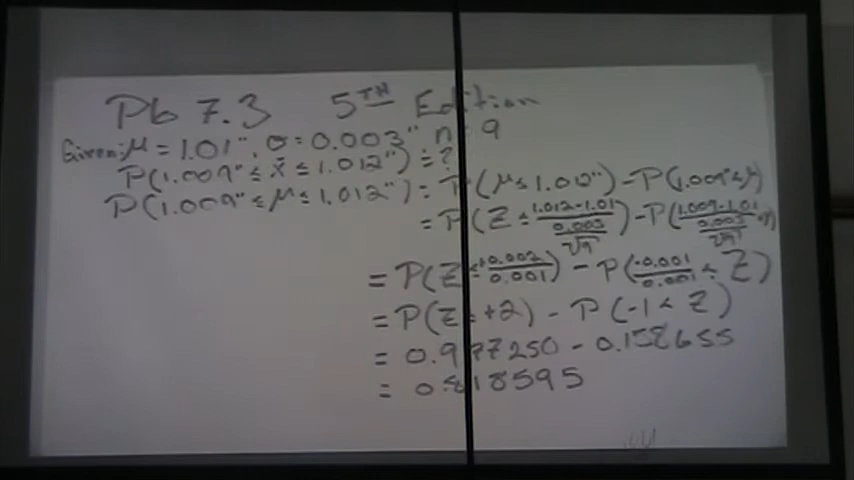 Pb 7.3 5TH Edition
Given: μ = 1.01", σ = 0.003" n = 9
P(1.009" ≤ x̄ ≤ 1.012") = ?
P(1.009" ≤ μ ≤ 1.012") = P(μ ≤ 1.012") - P(1.009" ≤ μ)
= P(Z ≤ (1.012-1.01)/(0.003/√9)) - P((1.009-1.01)/(0.003/√9)
= P(Z ≤ +0.002/0.001) - P(-0.001/0.001 < Z)
= P(Z = +2) - P(-1 < Z)
= 0.977250 - 0.158655
= 0.818595